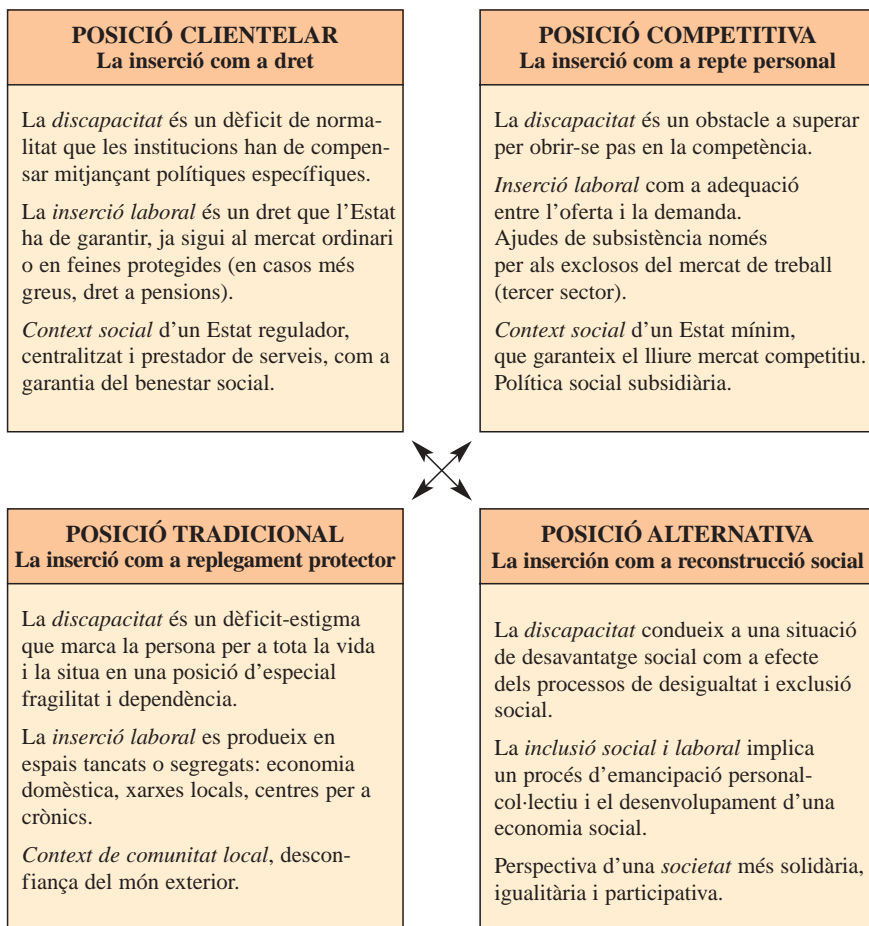 POSICIÓ CLIENTELAR
La inserció com a dret
La discapacitat és un dèficit de norma-
litat que les institucions han de compen-
sar mitjançant polítiques específiques.
La inserció laboral és un dret que l’Estat
ha de garantir, ja sigui al mercat ordinari
o en feines protegides (en casos més
greus, dret a pensions).
Context social d’un Estat regulador,
centralitzat i prestador de serveis, com a
garantia del benestar social.
POSICIÓ COMPETITIVA
La inserció com a repte personal
La discapacitat és un obstacle a superar
per obrir-se pas en la competència.
Inserció laboral com a adequació
entre l’oferta i la demanda.
Ajudes de subsistència només
per als exclosos del mercat de treball
(tercer sector).
Context social d’un Estat mínim,
que garanteix el lliure mercat competitiu.
Política social subsidiària.
POSICIÓ TRADICIONAL
La inserció com a replegament protector
La discapacitat és un dèficit-estigma
que marca la persona per a tota la vida
i la situa en una posició d’especial
fragilitat i dependència.
La inserció laboral es produeix en
espais tancats o segregats: economia
domèstica, xarxes locals, centres per a
crònics.
Context de comunitat local, descon-
fiança del món exterior.
POSICIÓ ALTERNATIVA
La inserción com a reconstrucció social
La discapacitat condueix a una situació
de desavantatge social com a efecte
dels processos de desigualtat i exclusió
social.
La inclusió social i laboral implica
un procés d’emancipació personal-
col·lectiu i el desenvolupament d’una
economia social.
Perspectiva d’una societat més solidària,
igualitària i participativa.